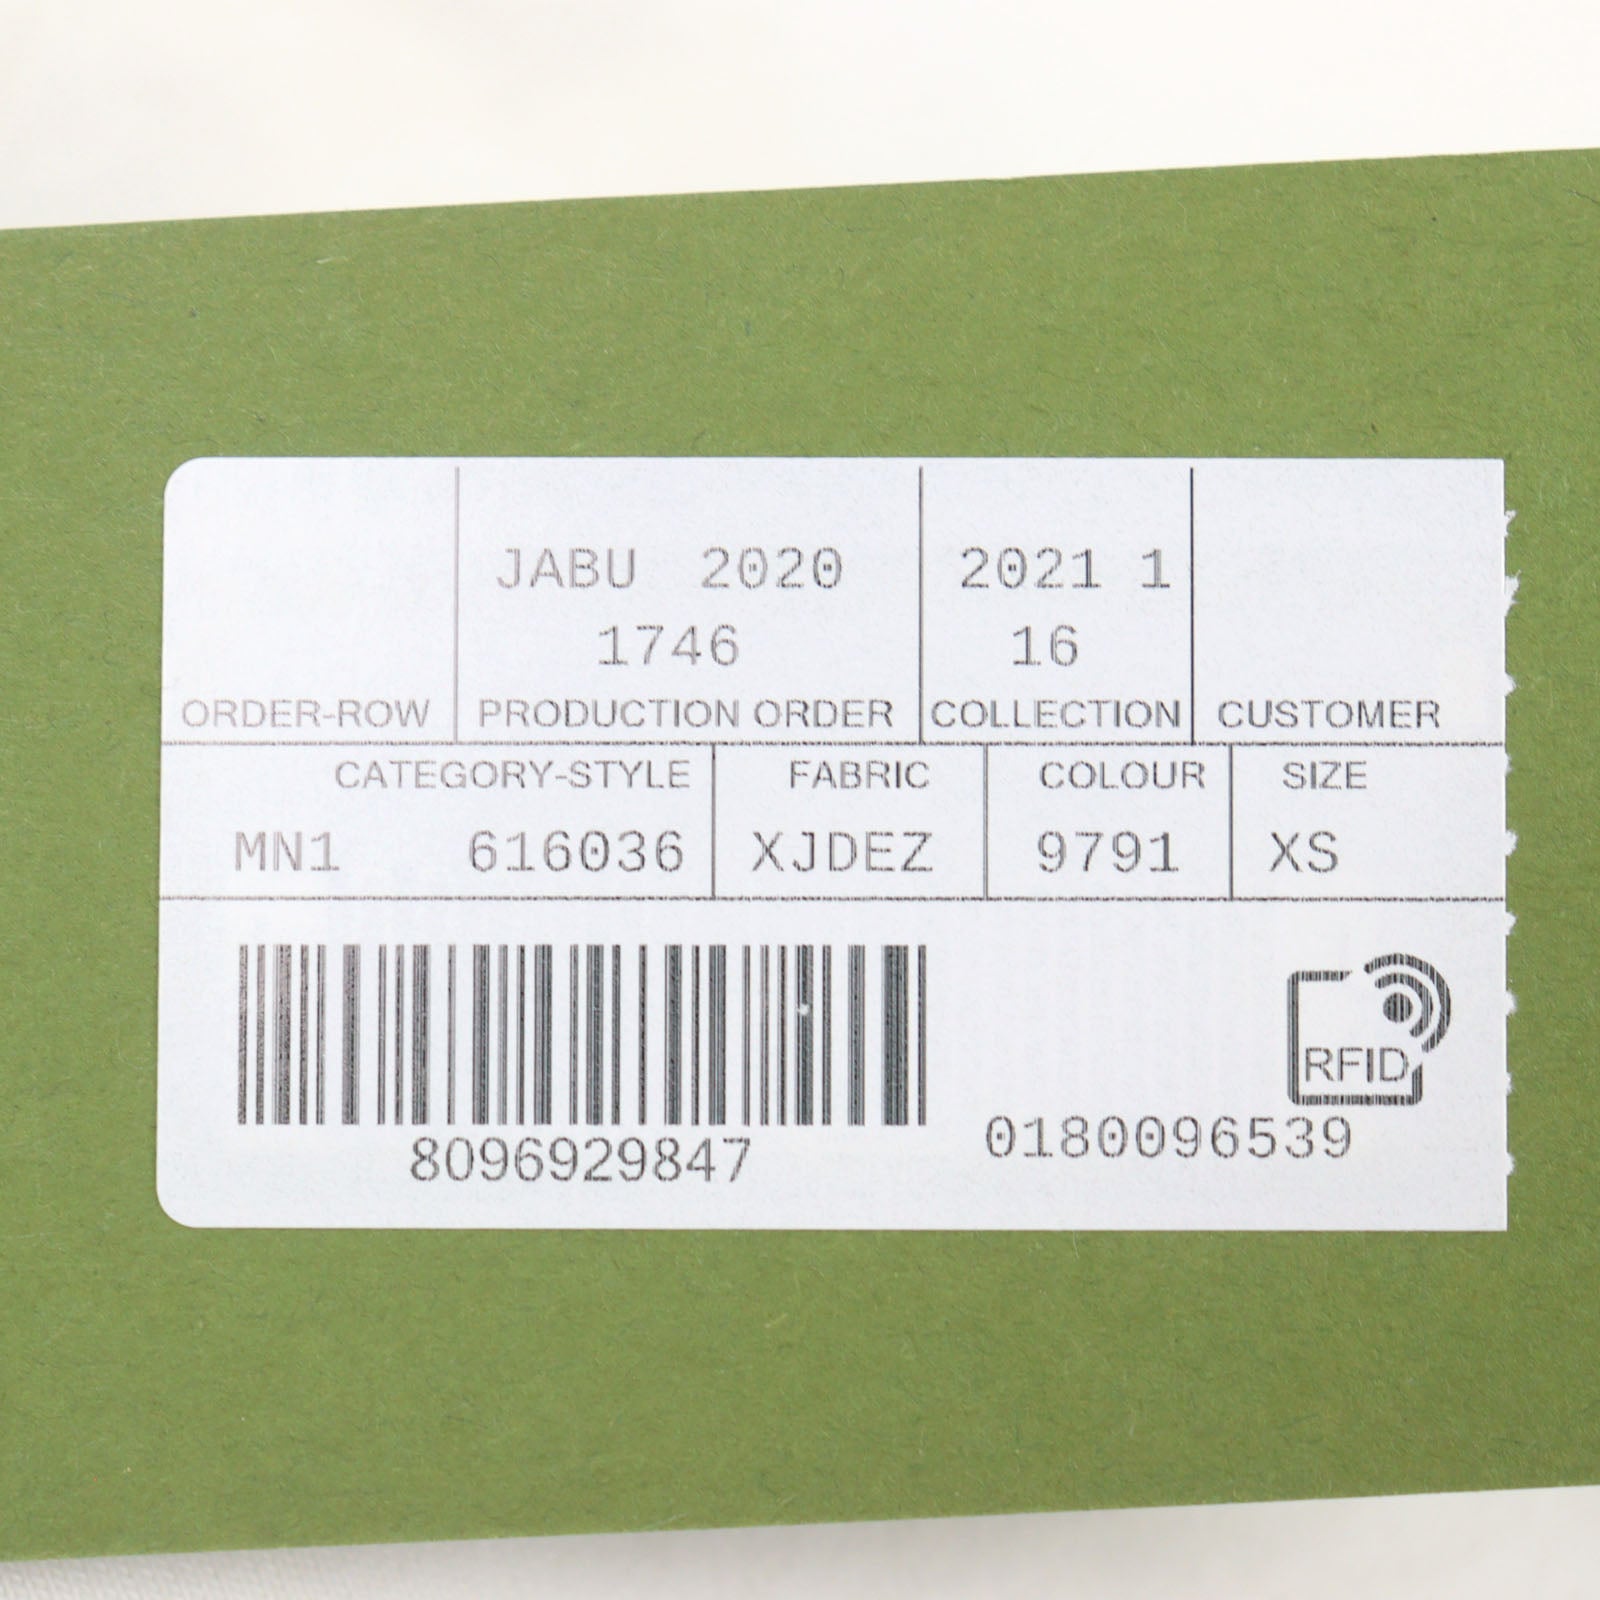 JABU 2020 2021 1
1746 16
ORDER-ROW PRODUCTION ORDER COLLECTION CUSTOMER
CATEGORY-STYLE FABRIC COLOUR SIZE
MN1 616036 XJDEZ 9791 XS
RFID
8096929847 0180096539